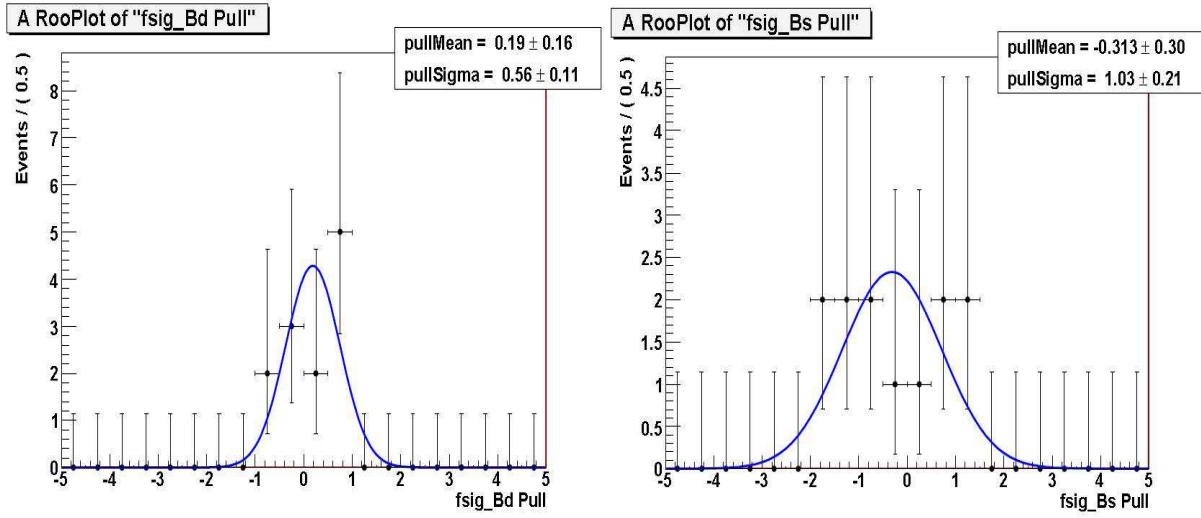 A RooPlot of "fsig_Bd Pull"
pullMean = 0.19 ± 0.16
pullSigma = 0.56 ± 0.11
Events / ( 0.5 )
8
7
6
5
4
3
2
1
0
-5 -4 -3 -2 -1 0 1 2 3 4 5
fsig_Bd Pull
A RooPlot of "fsig_Bs Pull"
pullMean = -0.313 ± 0.30
pullSigma = 1.03 ± 0.21
Events / ( 0.5 )
4.5
4
3.5
3
2.5
2
1.5
1
0.5
0
-5 -4 -3 -2 -1 0 1 2 3 4 5
fsig_Bs Pull